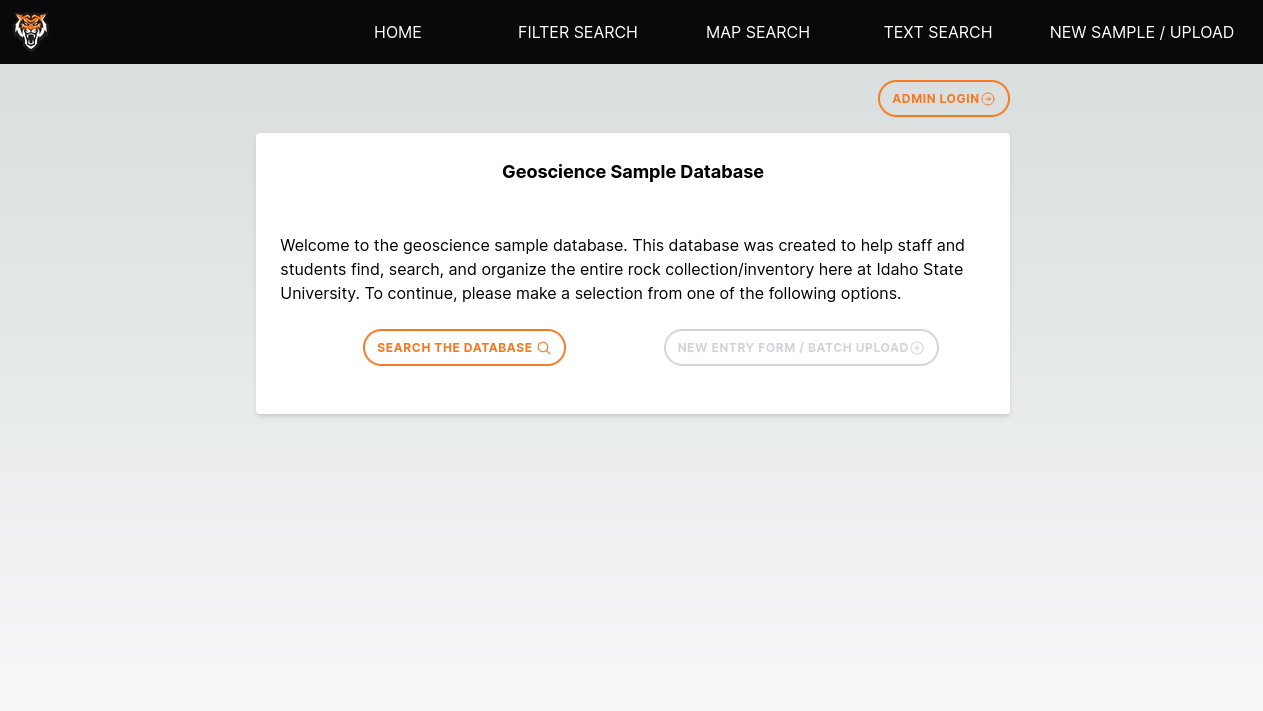 HOME
FILTER SEARCH
MAP SEARCH
TEXT SEARCH
NEW SAMPLE / UPLOAD
ADMIN LOGIN
Geoscience Sample Database
Welcome to the geoscience sample database. This database was created to help staff and
students find, search, and organize the entire rock collection/inventory here at Idaho State
University. To continue, please make a selection from one of the following options.
SEARCH THE DATABASE
NEW ENTRY FORM / BATCH UPLOAD